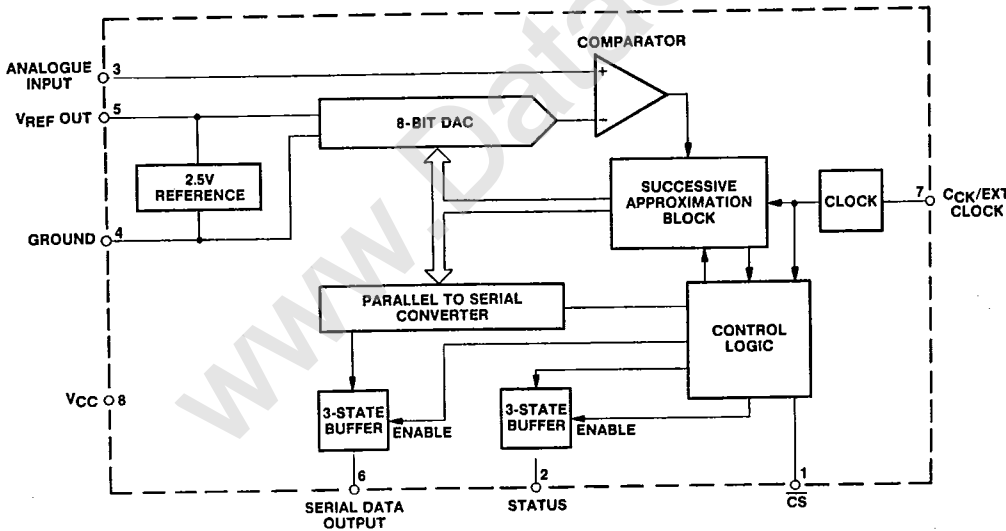 COMPARATOR
ANALOGUE
INPUT
3
+
VREF OUT
5
8-BIT DAC
−
2.5V
REFERENCE
SUCCESSIVE
APPROXIMATION
BLOCK
CLOCK
7
CCK/EXT
CLOCK
GROUND
4
PARALLEL TO SERIAL
CONVERTER
CONTROL
LOGIC
VCC
8
3-STATE
BUFFER
ENABLE
3-STATE
BUFFER
ENABLE
6
SERIAL DATA
OUTPUT
2
STATUS
1
C̅S̅
www.Data